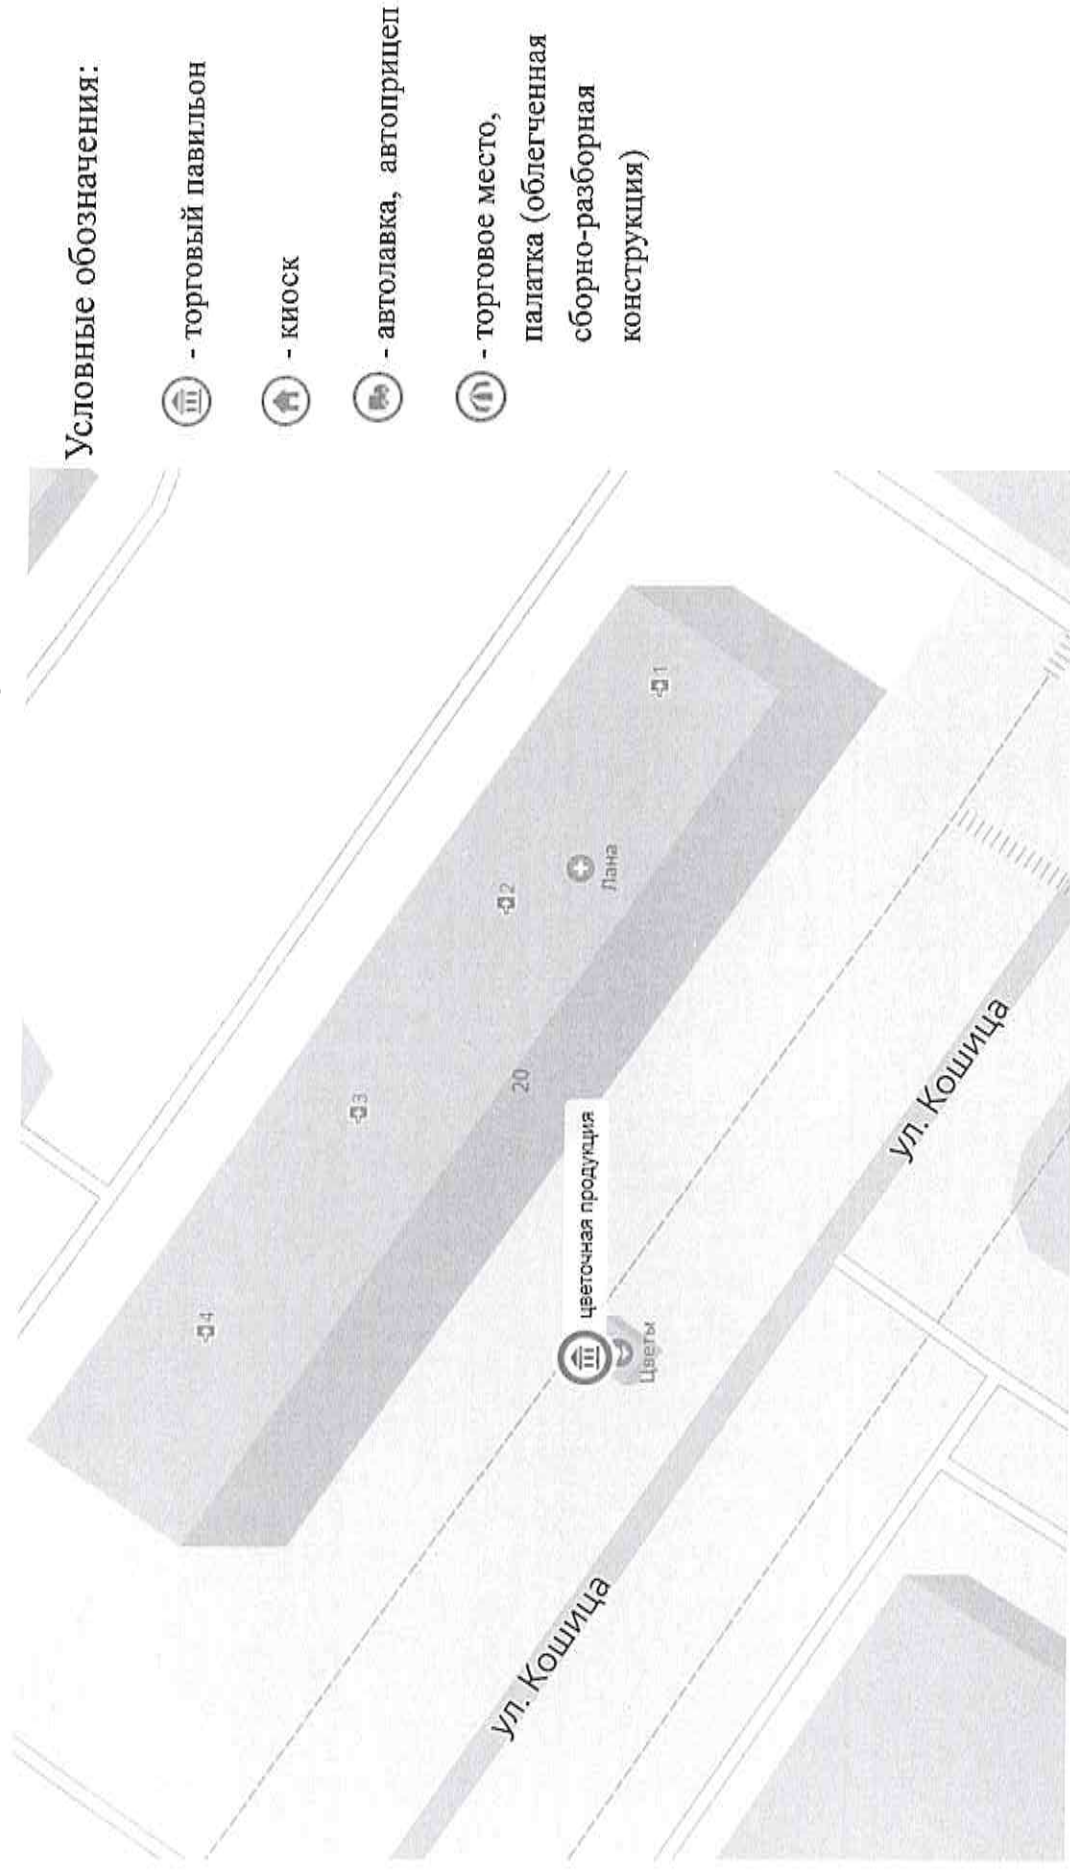 Условные обозначения:
- торговый павильон
- киоск
- автолавка, автоприцеп
- торговое место,
палатка (облегченная
сборно-разборная
конструкция)
4
3
2
1
Лана
20
цветочная продукция
Цветы
ул. Кошица
ул. Кошица